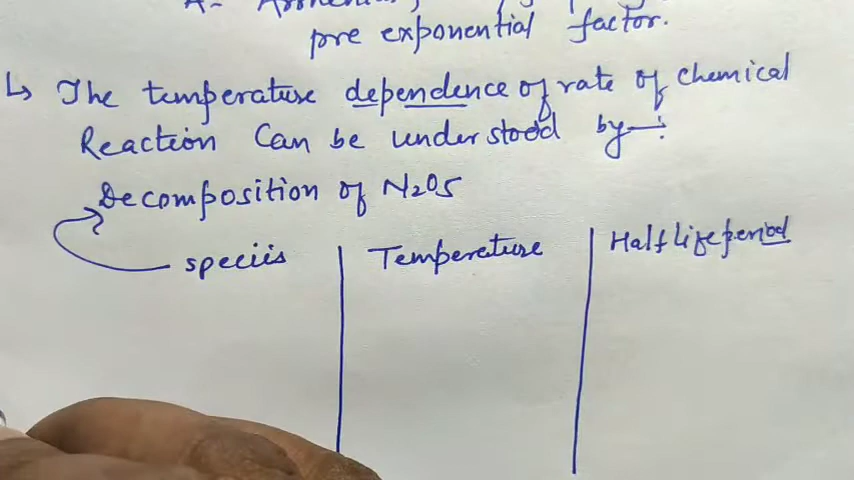 pre exponential factor.
↳ The temperature dependence of rate of chemical
Reaction Can be understood by—:
Decomposition of N2O5
speciis Temperature Half life period